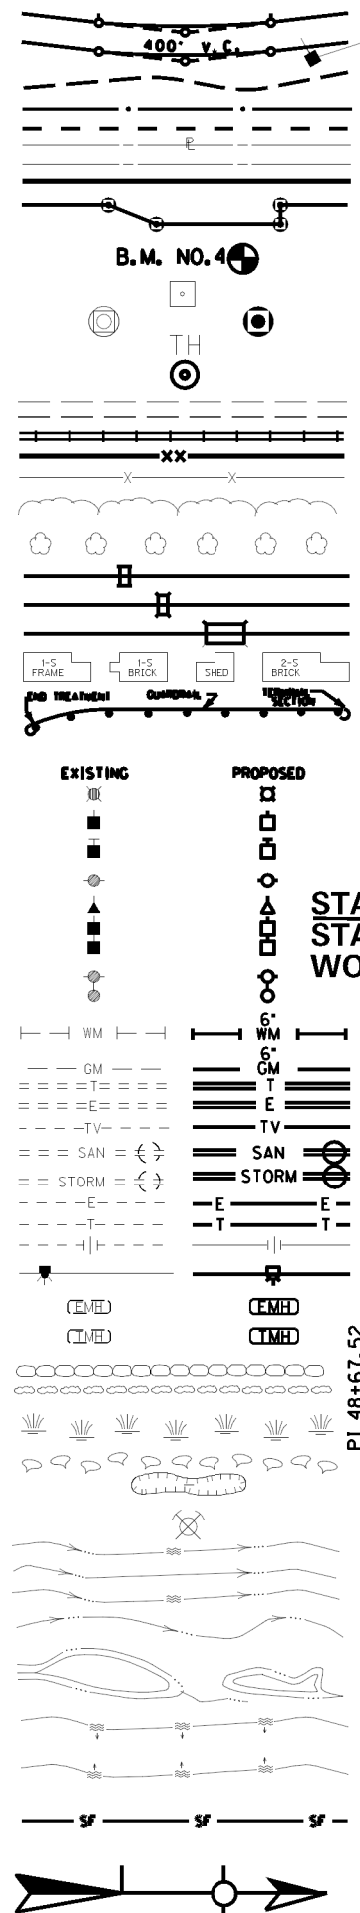 400' V.C.
PL
B.M. NO.4
TH
XX
X X
1-S FRAME
1-S BRICK
SHED
2-S BRICK
END TREATMENT GUARDRAIL TERMINAL SECTION
EXISTING PROPOSED
STA
STA
WO
WM 6" WM
GM 6" GM
T T
E E
TV TV
SAN SAN
STORM STORM
E E E
T T T
EMH EMH
TMH TMH
PI 48+67.52
SF SF SF